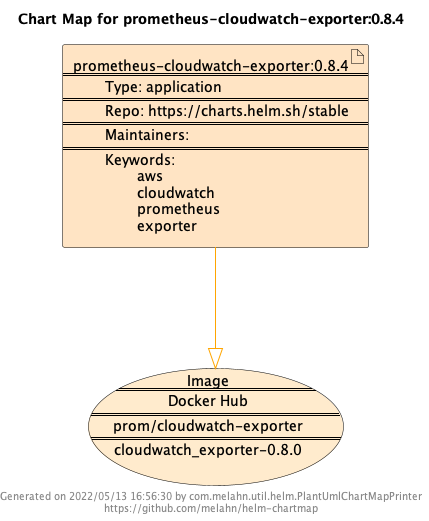 Chart Map for prometheus-cloudwatch-exporter:0.8.4
prometheus-cloudwatch-exporter:0.8.4
Type: application
Repo: https://charts.helm.sh/stable
Maintainers:
Keywords:
aws
cloudwatch
prometheus
exporter
Image
Docker Hub
prom/cloudwatch-exporter
cloudwatch_exporter-0.8.0
Generated on 2022/05/13 16:56:30 by com.melahn.util.helm.PlantUmlChartMapPrinter
https://github.com/melahn/helm-chartmap